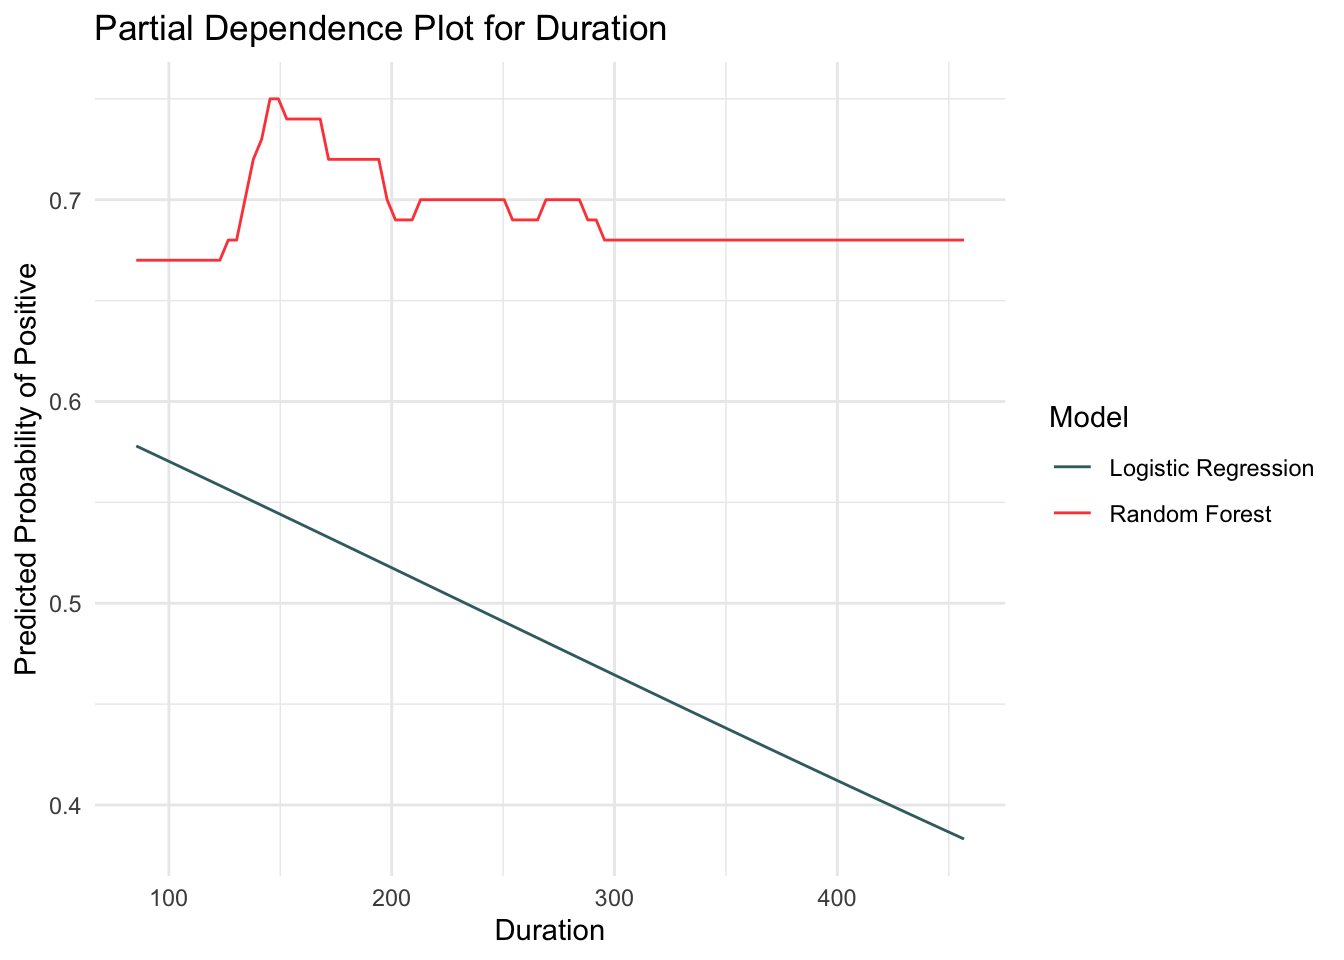 Partial Dependence Plot for Duration
Predicted Probability of Positive
0.7
0.6
0.5
0.4
100
200
300
400
Duration
Model
Logistic Regression
Random Forest